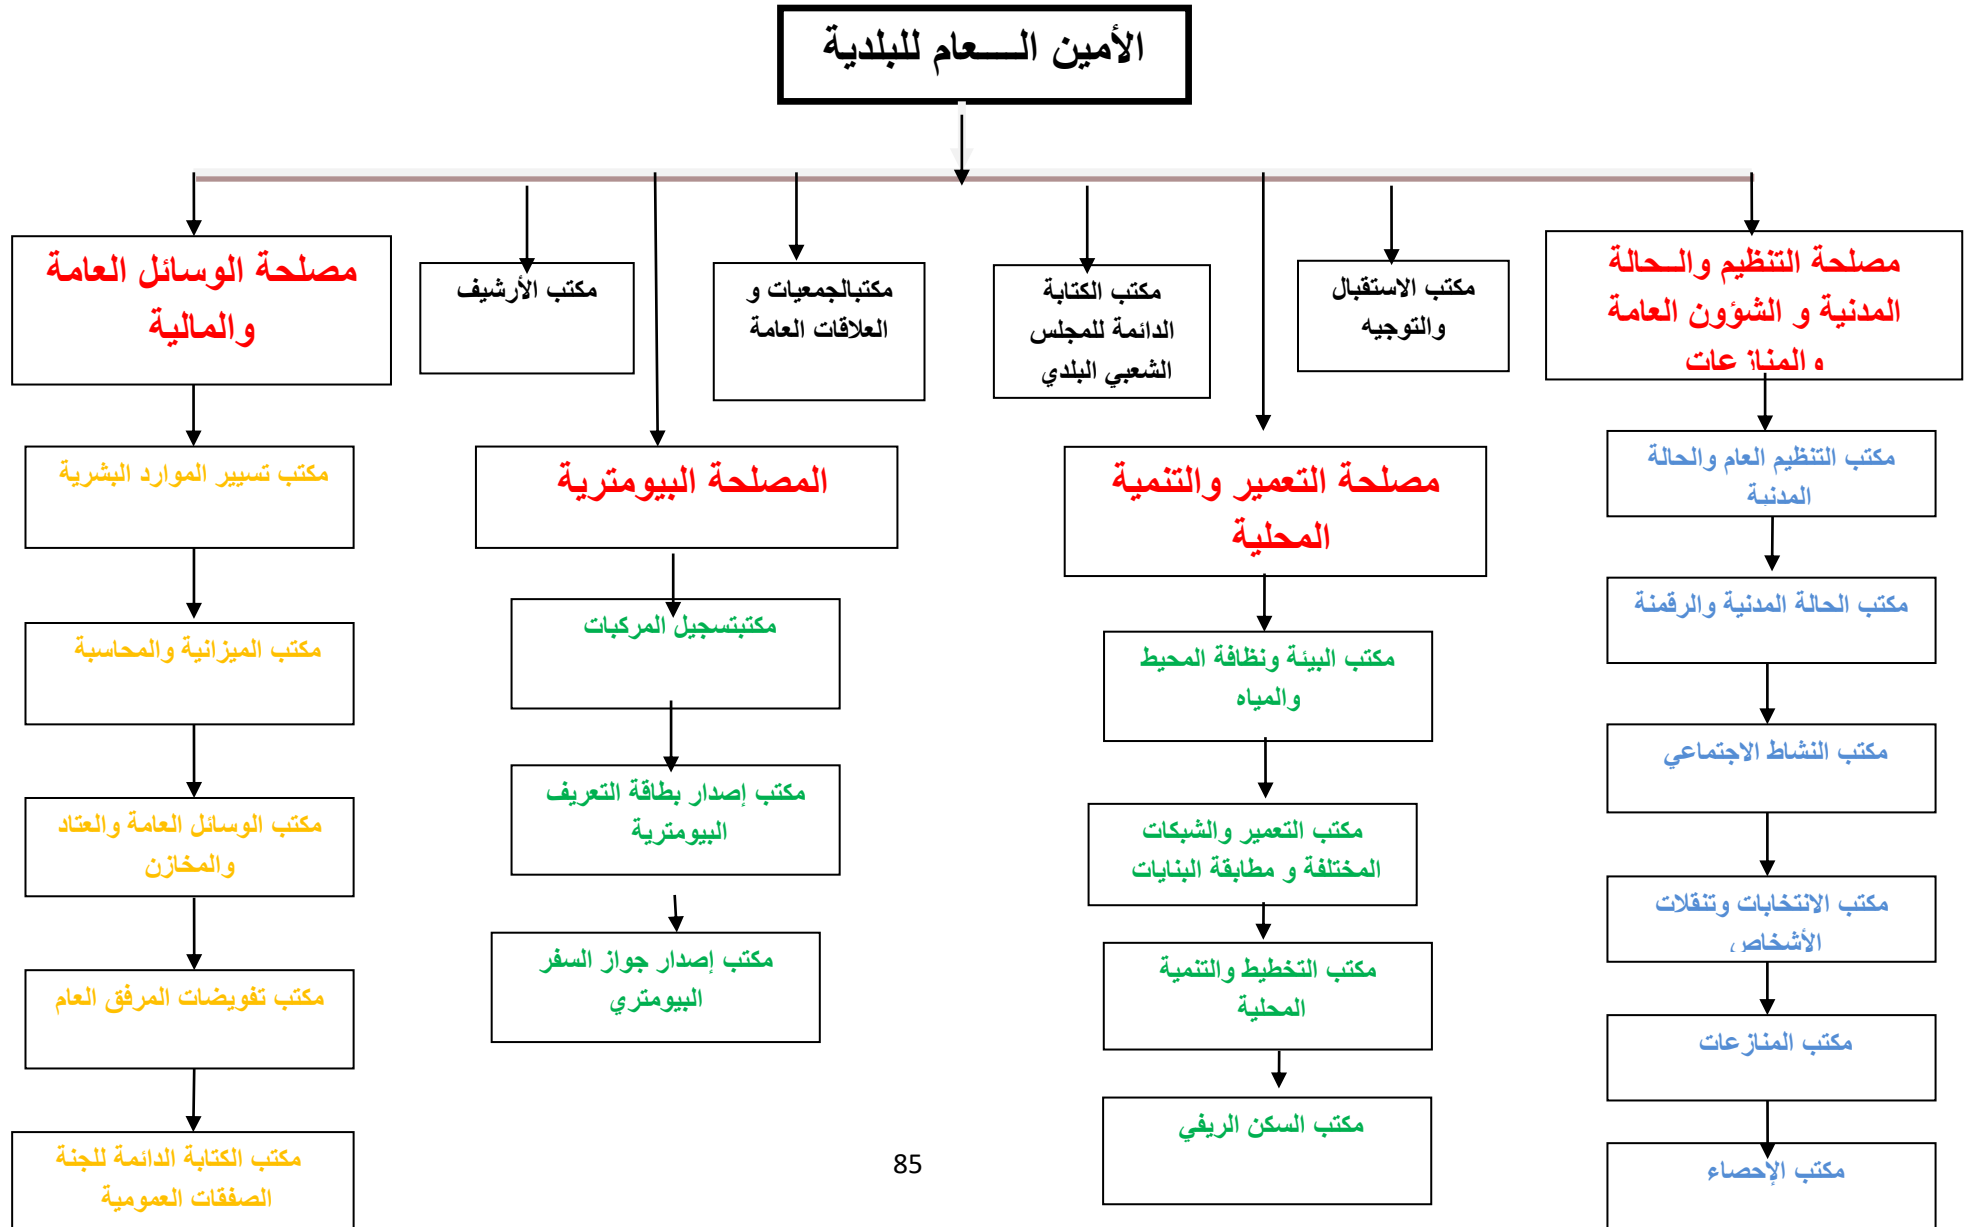 الأمين الـــعام للبلدية
مصلحة التنظيم والـحالة
المدنية و الشؤون العامة
والمنازعات
مكتب الاستقبال
والتوجيه
مكتب الكتابة
الدائمة للمجلس
الشعبي البلدي
مكتبالجمعيات و
العلاقات العامة
مكتب الأرشيف
مصلحة الوسائل العامة
والمالية
مصلحة التعمير والتنمية
المحلية
المصلحة البيومترية
مكتب التنظيم العام والحالة
المدنية
مكتب الحالة المدنية والرقمنة
مكتب النشاط الاجتماعي
مكتب الانتخابات وتنقلات
الأشخاص
مكتب المنازعات
مكتب الإحصاء
مكتب البيئة ونظافة المحيط
والمياه
مكتب التعمير والشبكات
المختلفة و مطابقة البنايات
مكتب التخطيط والتنمية
المحلية
مكتب السكن الريفي
مكتبتسجيل المركبات
مكتب إصدار بطاقة التعريف
البيومترية
مكتب إصدار جواز السفر
البيومتري
مكتب تسيير الموارد البشرية
مكتب الميزانية والمحاسبة
مكتب الوسائل العامة والعتاد
والمخازن
مكتب تفويضات المرفق العام
مكتب الكتابة الدائمة للجنة
الصفقات العمومية
85